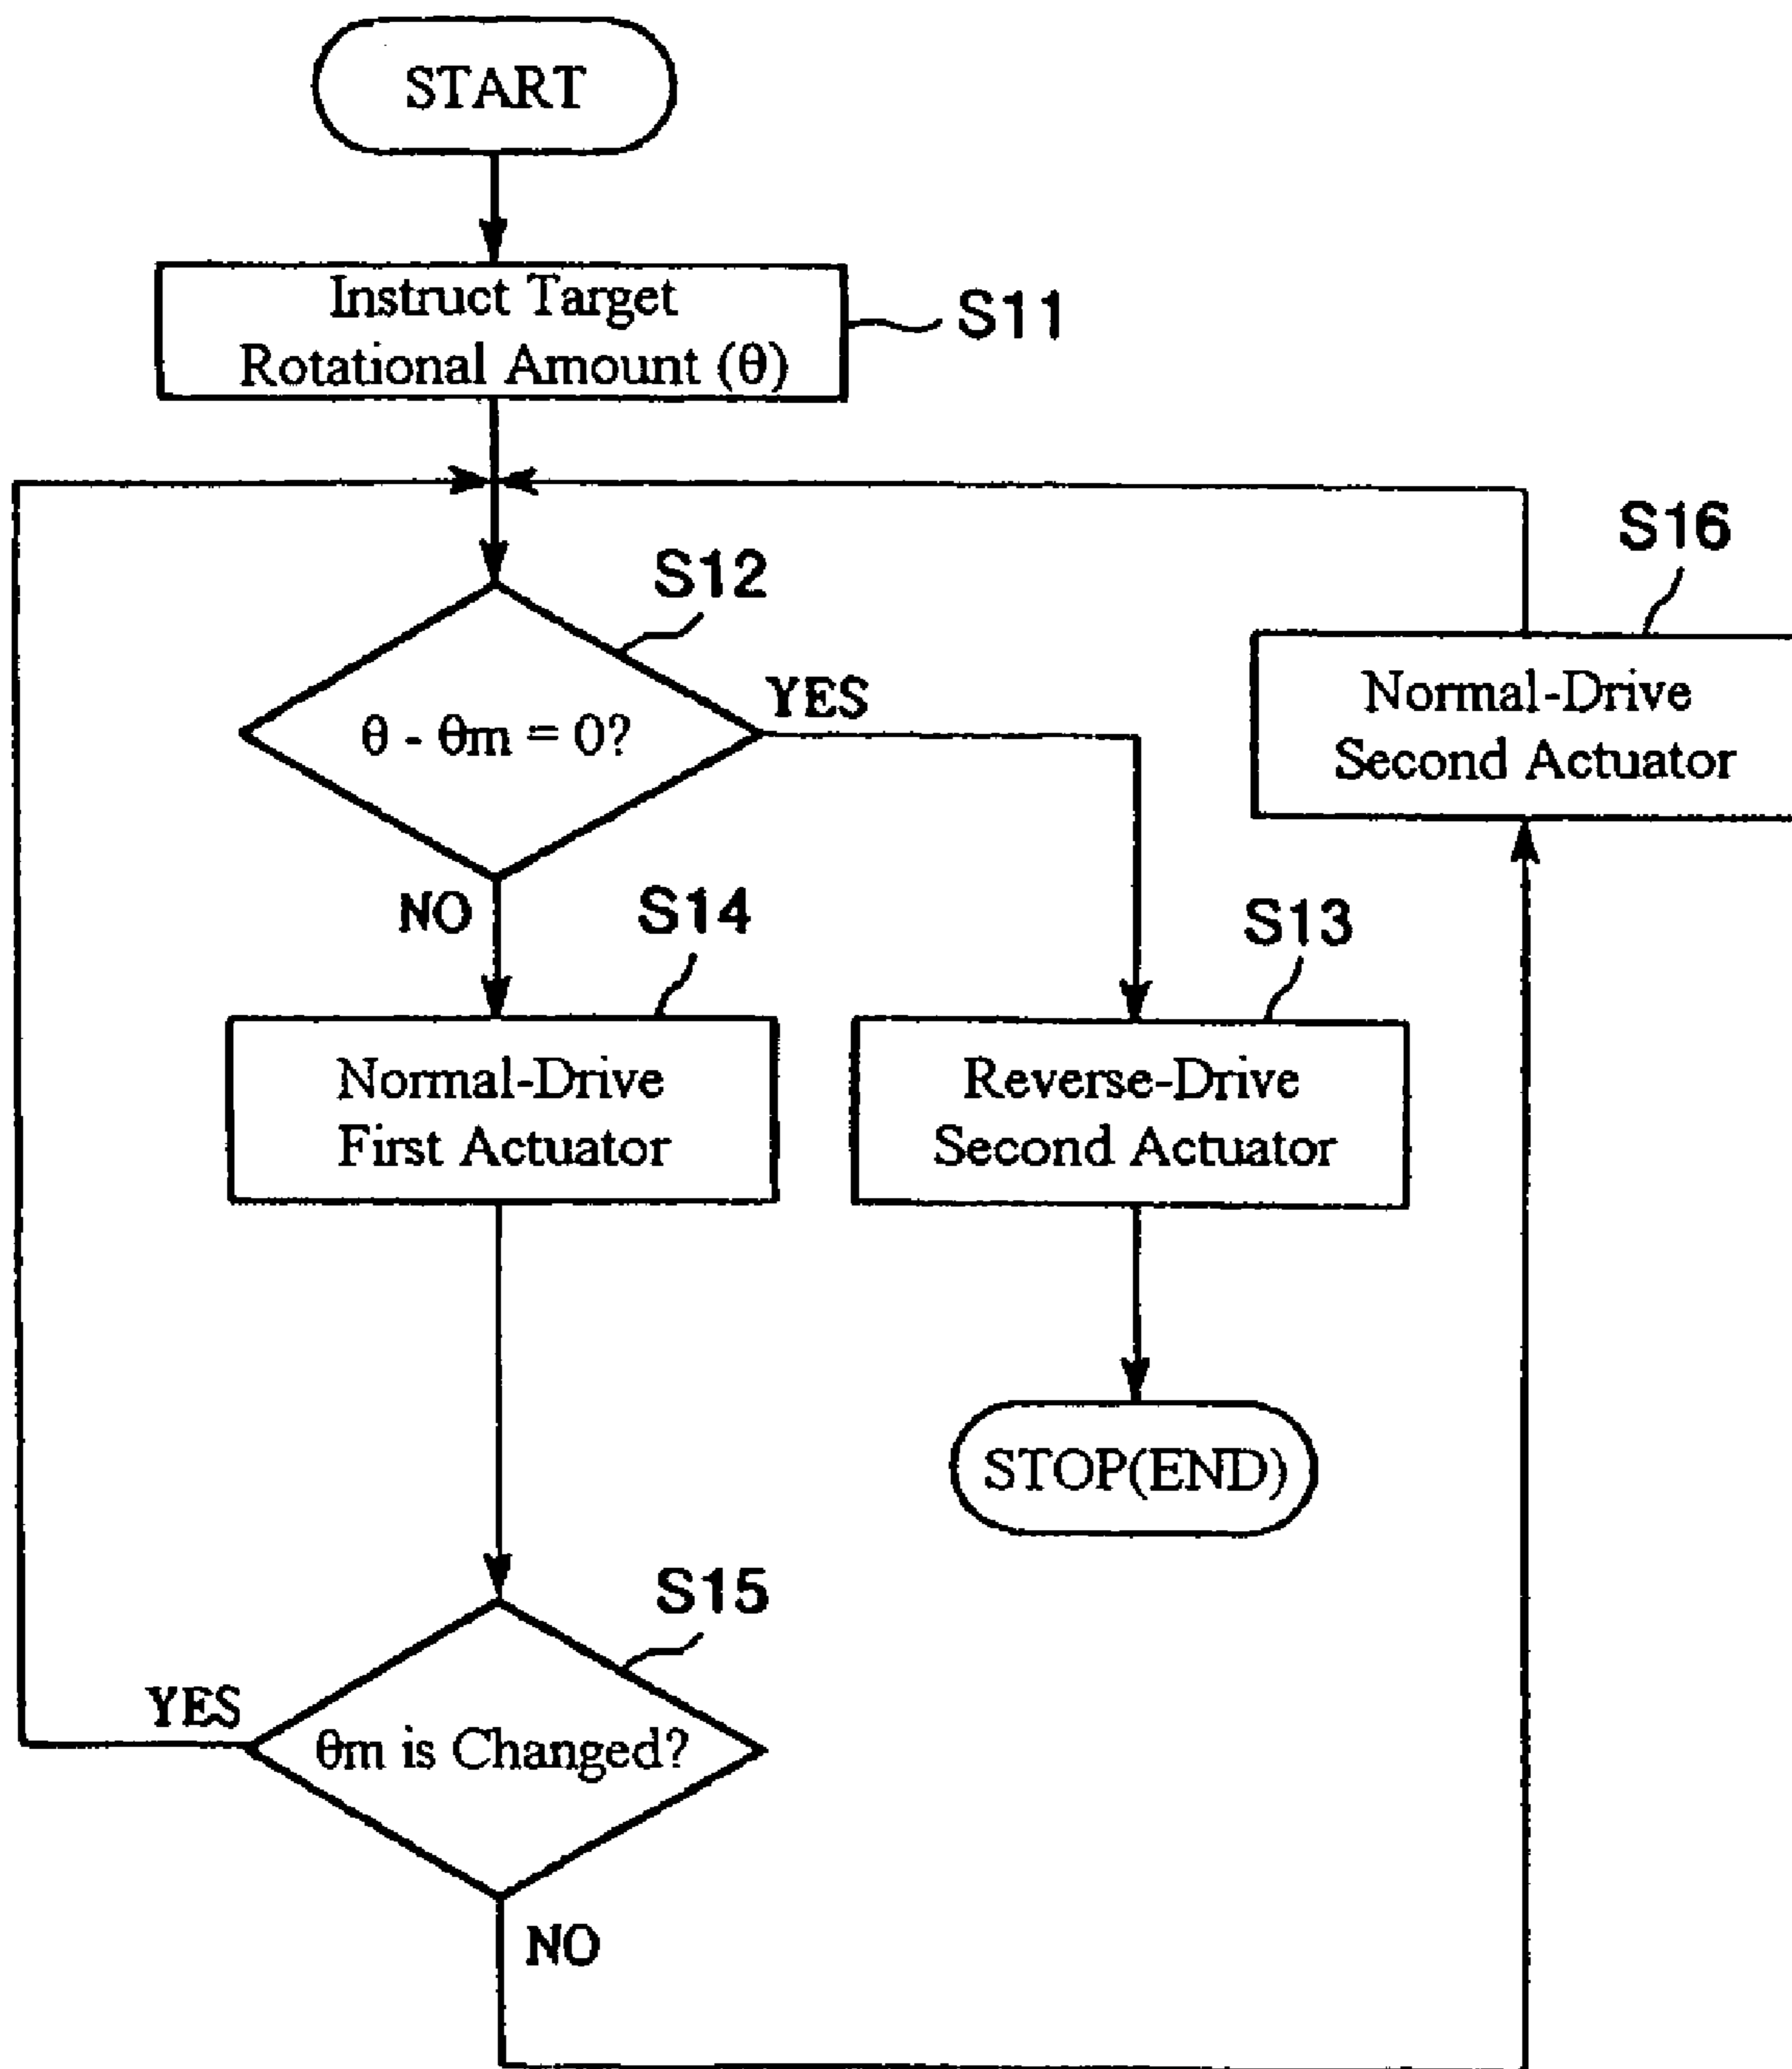 START
Instruct Target
Rotational Amount (θ)
S11
S12
θ - θm = 0?
YES
NO
S16
Normal-Drive
Second Actuator
S14
Normal-Drive
First Actuator
S13
Reverse-Drive
Second Actuator
STOP(END)
S15
θm is Changed?
YES
NO